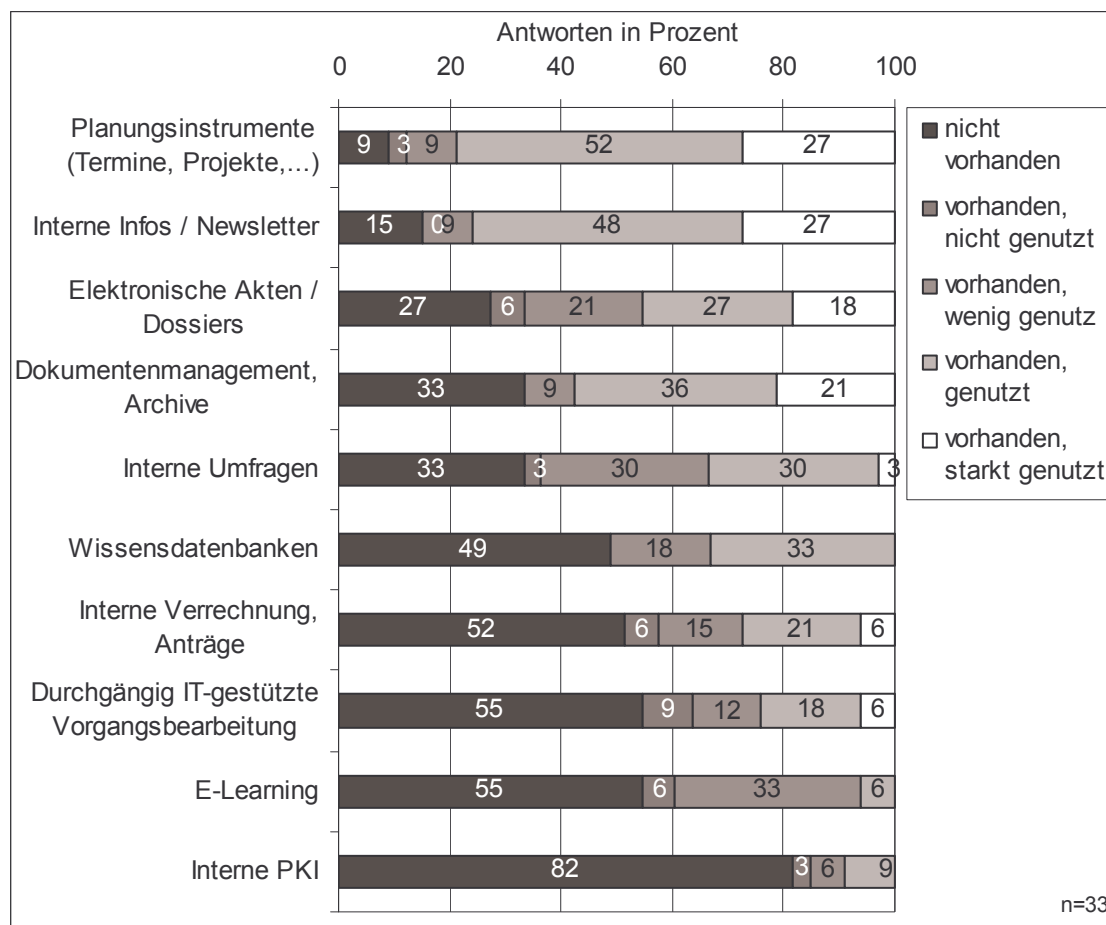 Antworten in Prozent
0 20 40 60 80 100
Planungsinstrumente
(Termine, Projekte,...)
9 3 9 52 27
Interne Infos / Newsletter
15 0 9 48 27
Elektronische Akten /
Dossiers
27 6 21 27 18
Dokumentenmanagement,
Archive
33 9 36 21
Interne Umfragen
33 3 30 30 3
Wissensdatenbanken
49 18 33
Interne Verrechnung,
Anträge
52 6 15 21 6
Durchgängig IT-gestützte
Vorgangsbearbeitung
55 9 12 18 6
E-Learning
55 6 33 6
Interne PKI
82 3 6 9
nicht
vorhanden
vorhanden,
nicht genutzt
vorhanden,
wenig genutz
vorhanden,
genutzt
vorhanden,
starkt genutzt
n=33